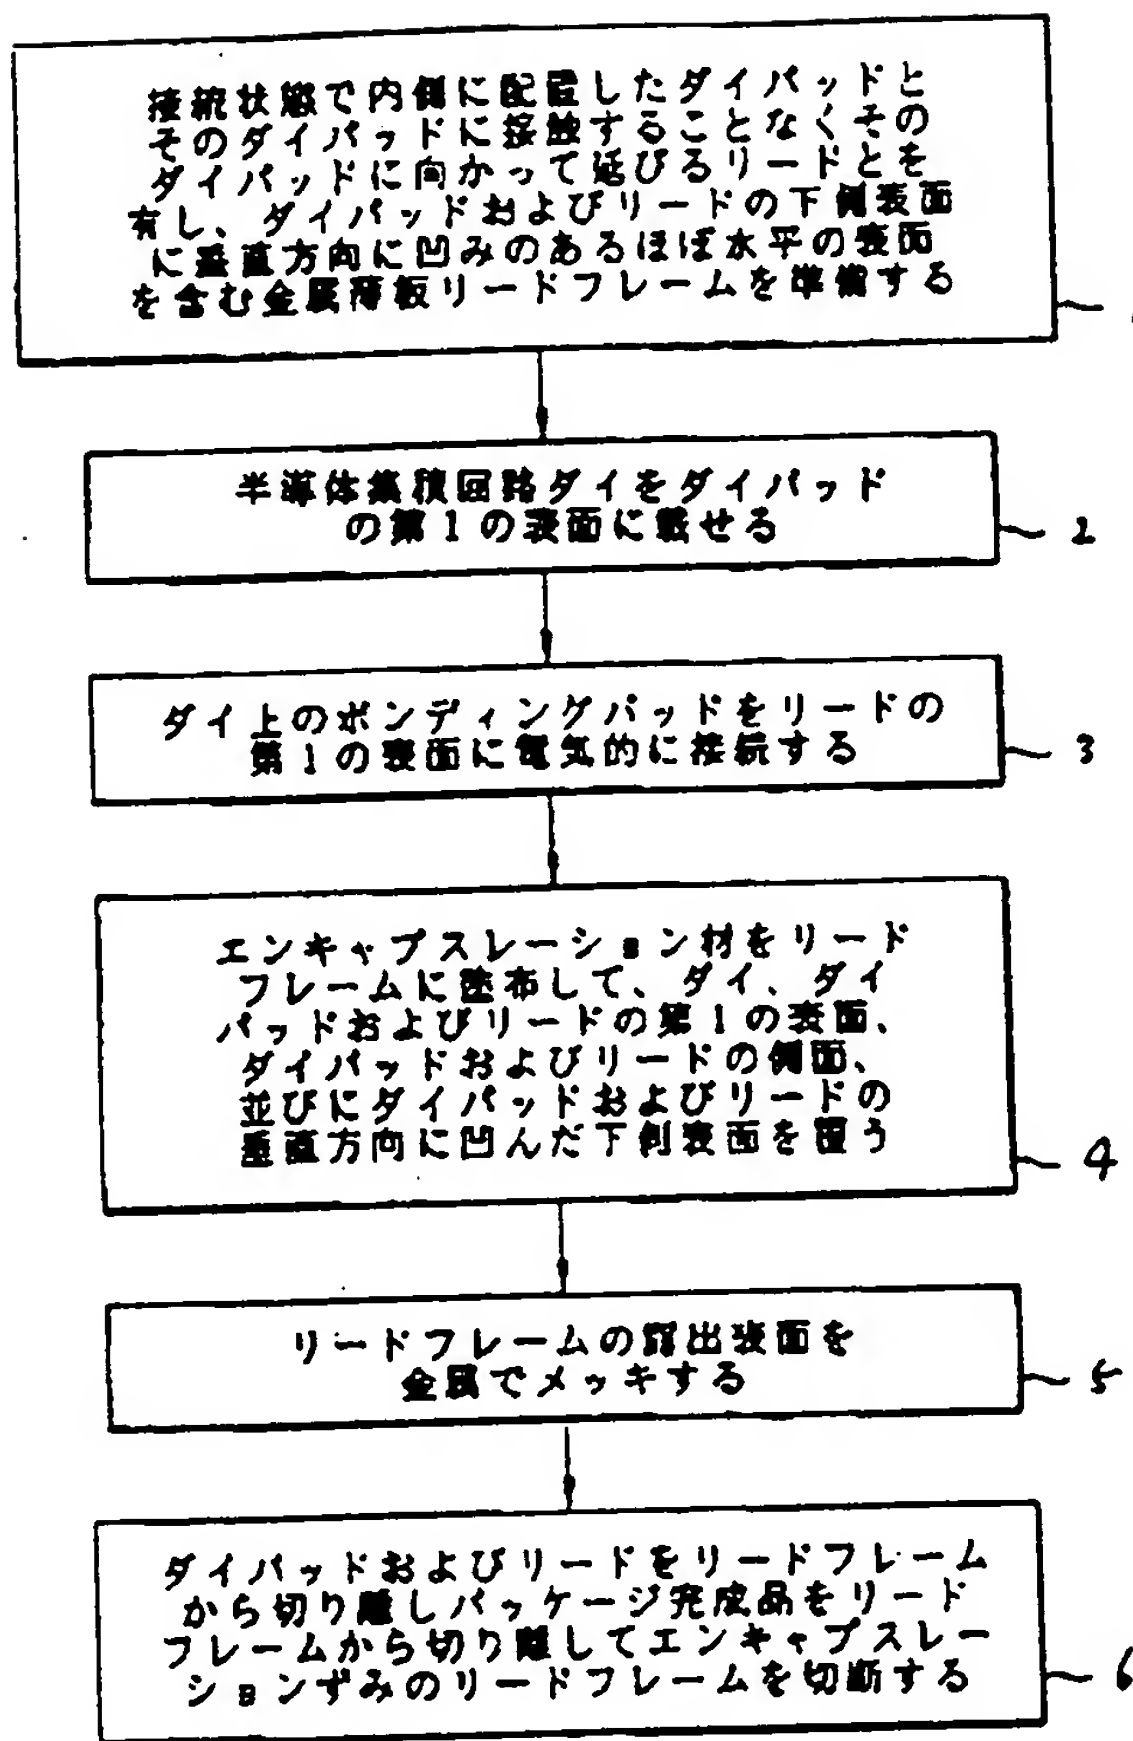 接続状態で内側に配置したダイパッドと
そのダイパッドに接触することなくその
ダイパッドに向かって延びるリードとを
有し、ダイパッドおよびリードの下側表面
に垂直方向に凹みのあるほぼ水平の表面
を含む金属薄板リードフレームを準備する
半導体集積回路ダイをダイパッド
の第1の表面に載せる
2
ダイ上のボンディングパッドをリードの
第1の表面に電気的に接続する
3
エンキャプスレーション材をリード
フレームに塗布して、ダイ、ダイ
パッドおよびリードの第1の表面、
ダイパッドおよびリードの側面、
並びにダイパッドおよびリードの
垂直方向に凹んだ下側表面を覆う
4
リードフレームの露出表面を
金属でメッキする
5
ダイパッドおよびリードをリードフレーム
から切り離しパッケージ完成品をリード
フレームから切り離してエンキャプスレー
ションずみのリードフレームを切断する
6